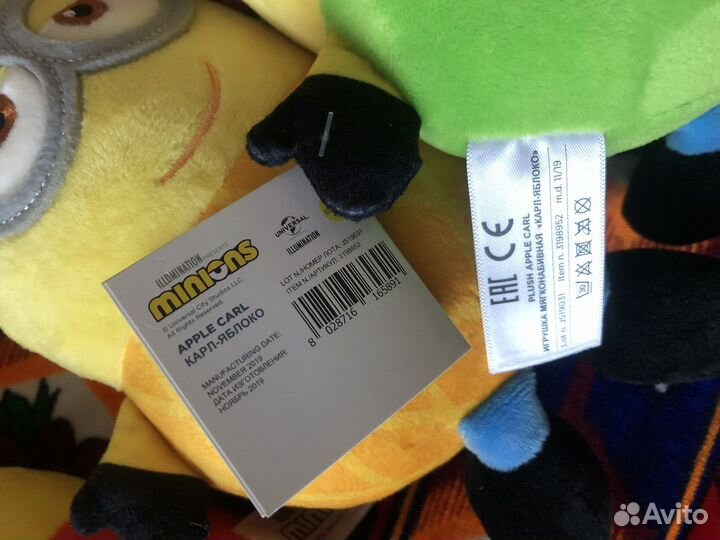 ILLUMINATION
PRESENTS
MINIONS
© Universal City Studios LLC.
All Rights Reserved.
APPLE CARL
КАРЛ-ЯБЛОКО
MANUFACTURING DATE:
NOVEMBER 2019
ДАТА ИЗГОТОВЛЕНИЯ:
НОЯБРЬ 2019
UNIVERSAL
ILLUMINATION
LOT N./НОМЕР ЛОТА: JS19031
ITEM N./АРТИКУЛ: 3198952
8 028716 165891
EAC CE
PLUSH APPLE CARL
ИГРУШКА МЯГКОНАБИВНАЯ «КАРЛ-ЯБЛОКО»
Lot n. JS19031 Item n. 3198952 m.d. 11/19
Avito